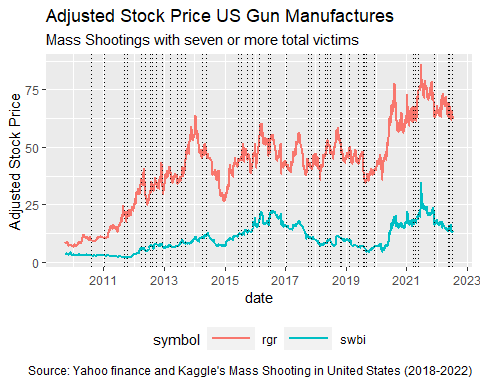 Adjusted Stock Price US Gun Manufactures
Mass Shootings with seven or more total victims
Adjusted Stock Price
75
50
25
0
2011
2013
2015
2017
2019
2021
2023
date
symbol
rgr
swbi
Source: Yahoo finance and Kaggle's Mass Shooting in United States (2018-2022)